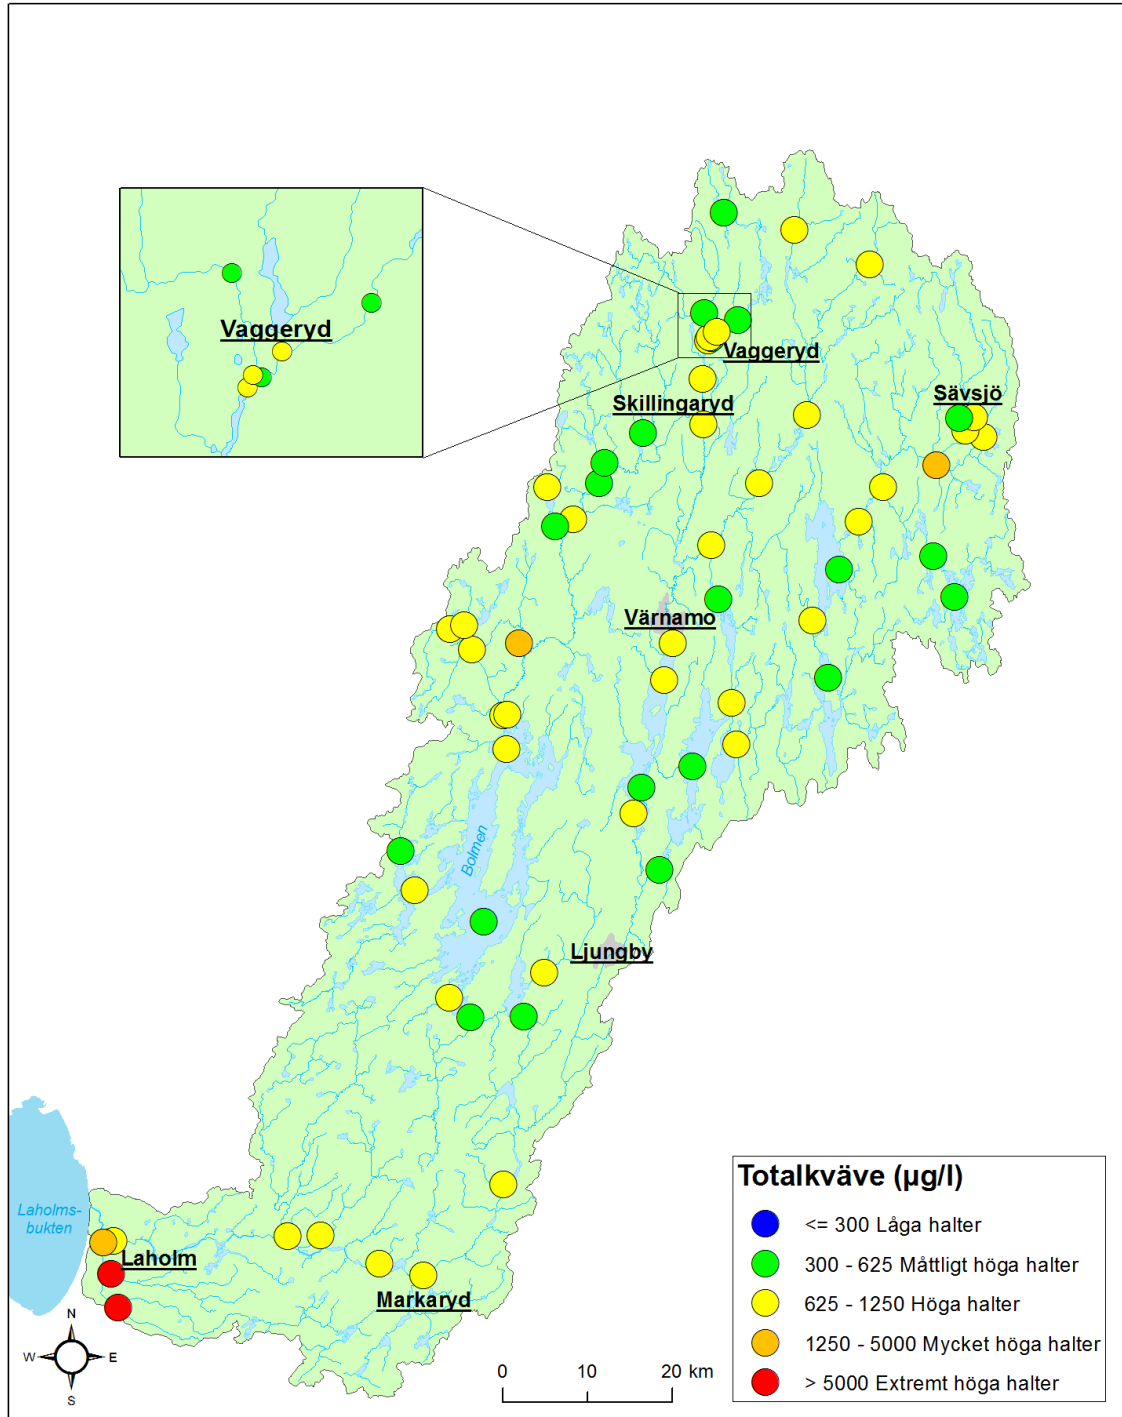 Vaggeryd
Vaggeryd
Skillingaryd
Sävsjö
Värnamo
Bolmen
Ljungby
Laholms-
bukten
Laholm
Markaryd
N
W
E
S
0 10 20 km
Totalkväve (µg/l)
<= 300 Låga halter
300 - 625 Måttligt höga halter
625 - 1250 Höga halter
1250 - 5000 Mycket höga halter
> 5000 Extremt höga halter